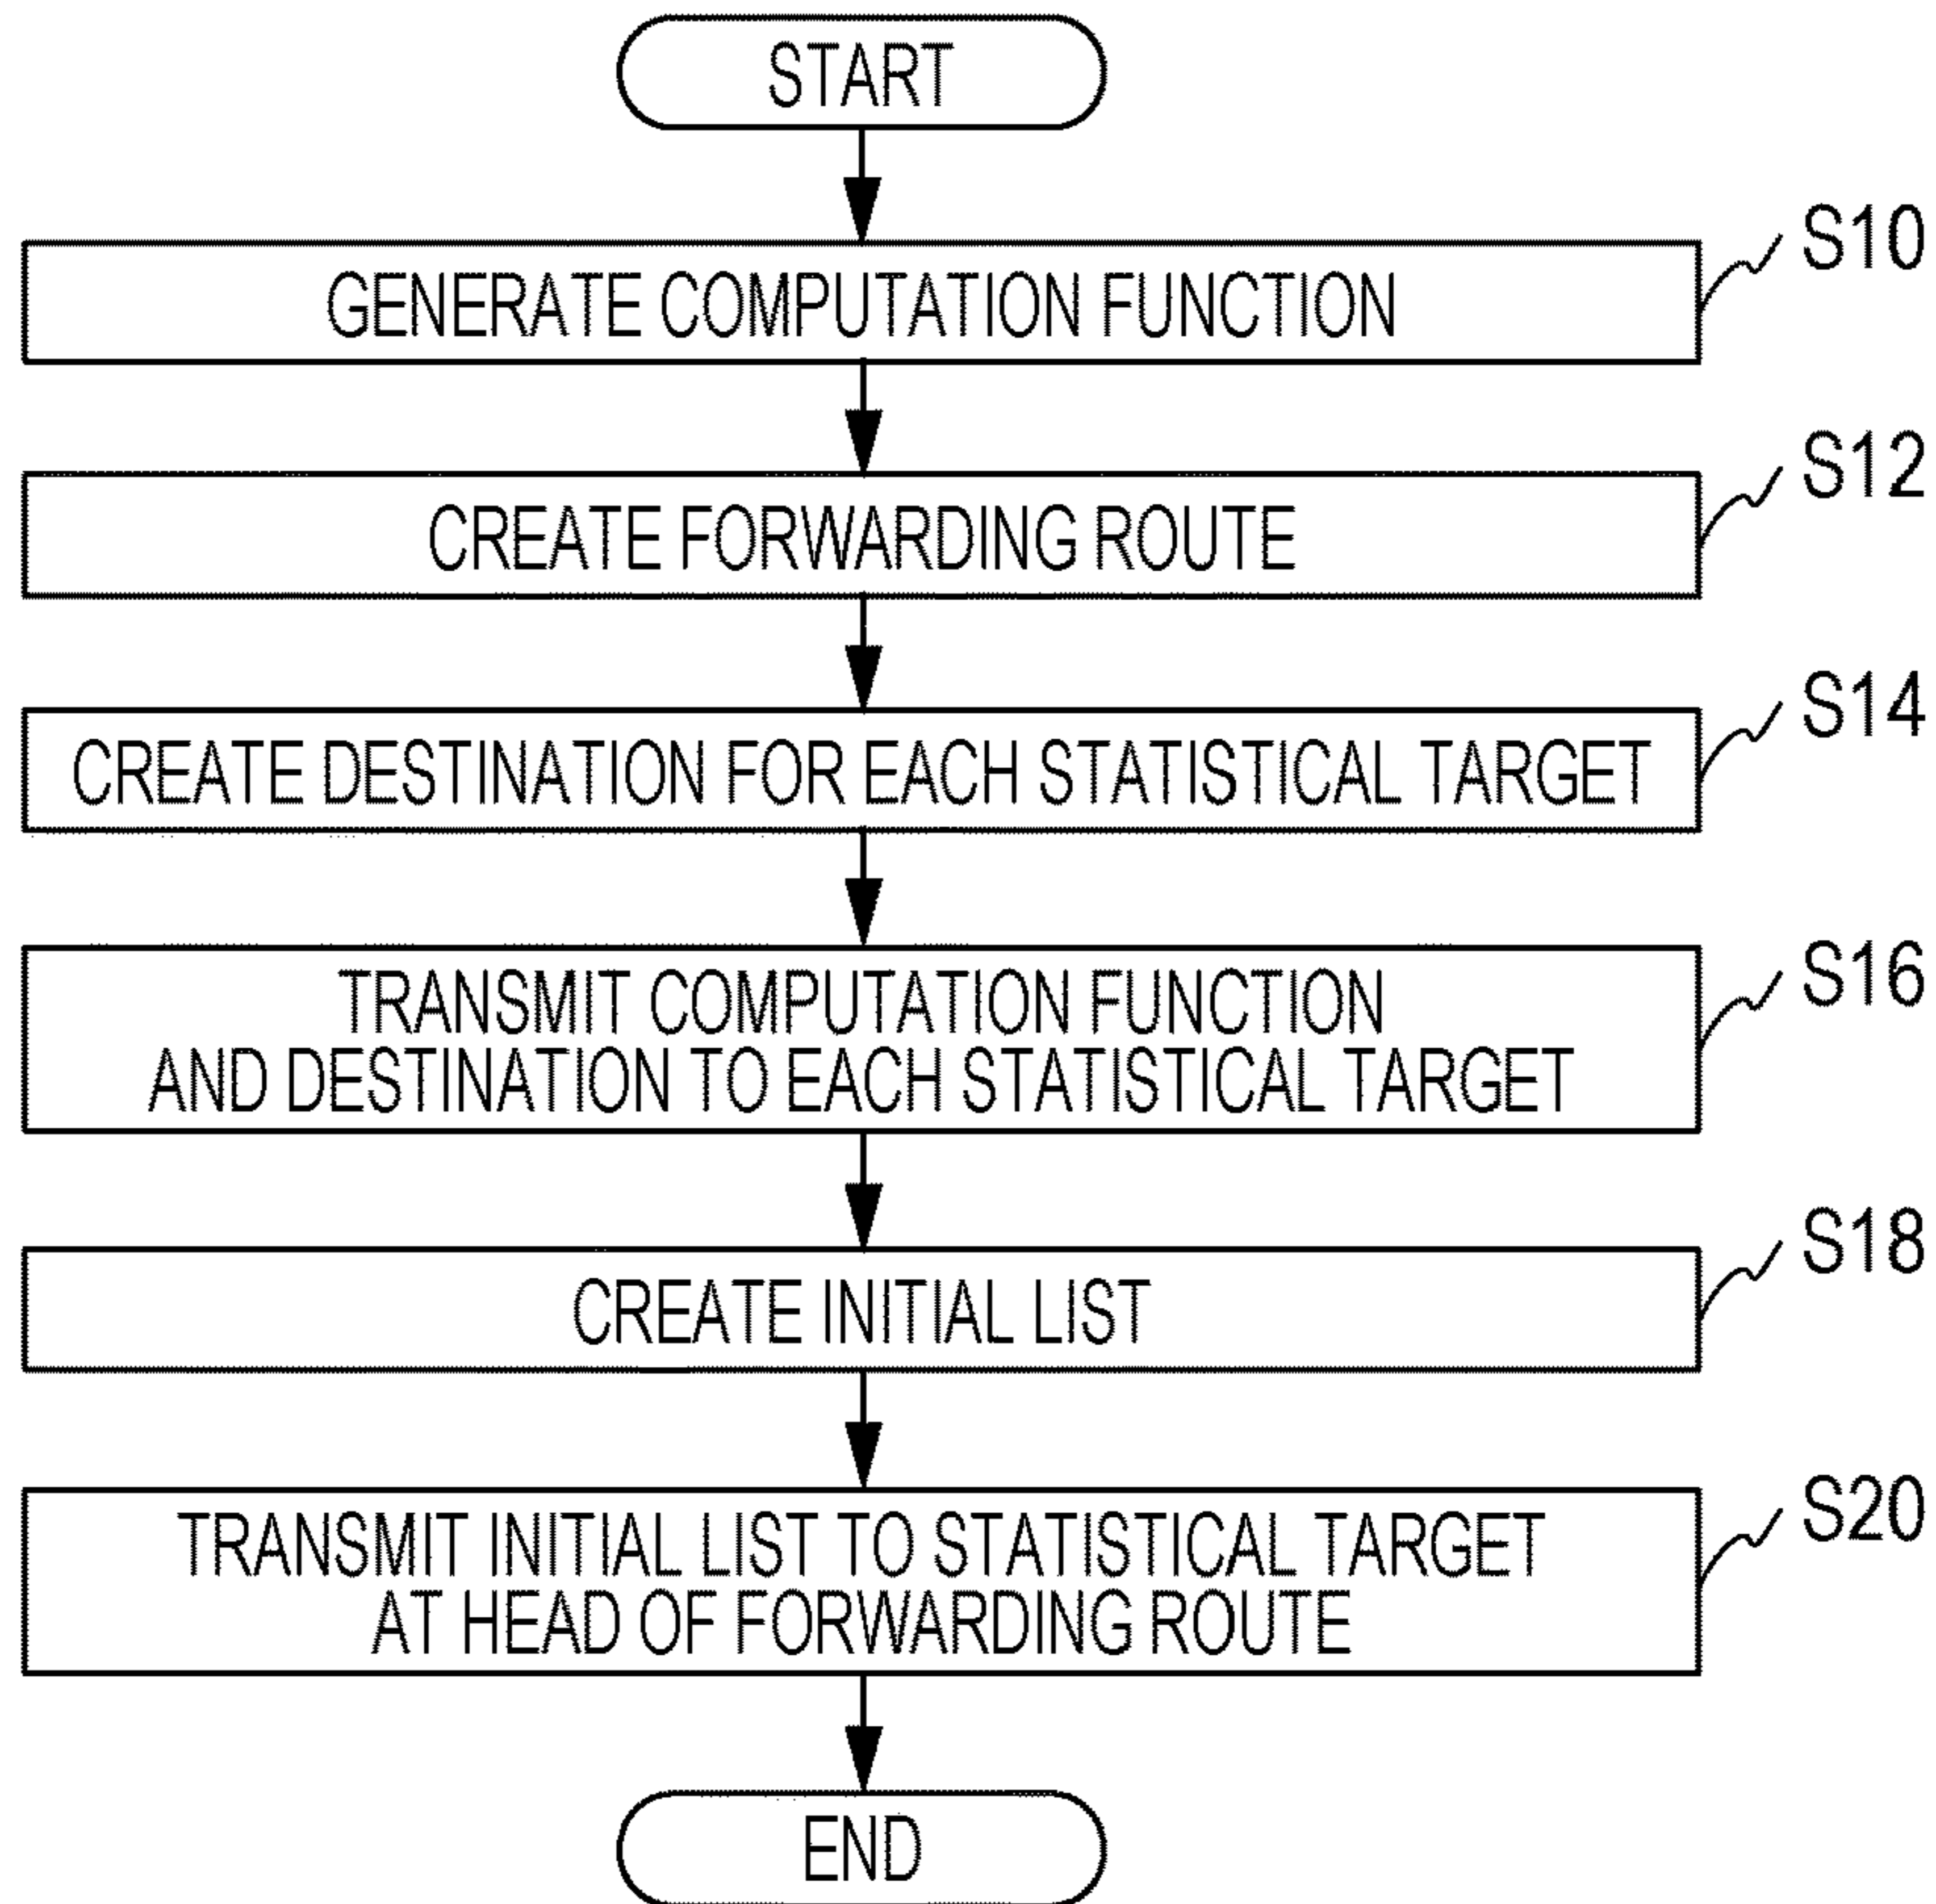 START
GENERATE COMPUTATION FUNCTION
S10
CREATE FORWARDING ROUTE
S12
CREATE DESTINATION FOR EACH STATISTICAL TARGET
S14
TRANSMIT COMPUTATION FUNCTION
AND DESTINATION TO EACH STATISTICAL TARGET
S16
CREATE INITIAL LIST
S18
TRANSMIT INITIAL LIST TO STATISTICAL TARGET
AT HEAD OF FORWARDING ROUTE
S20
END